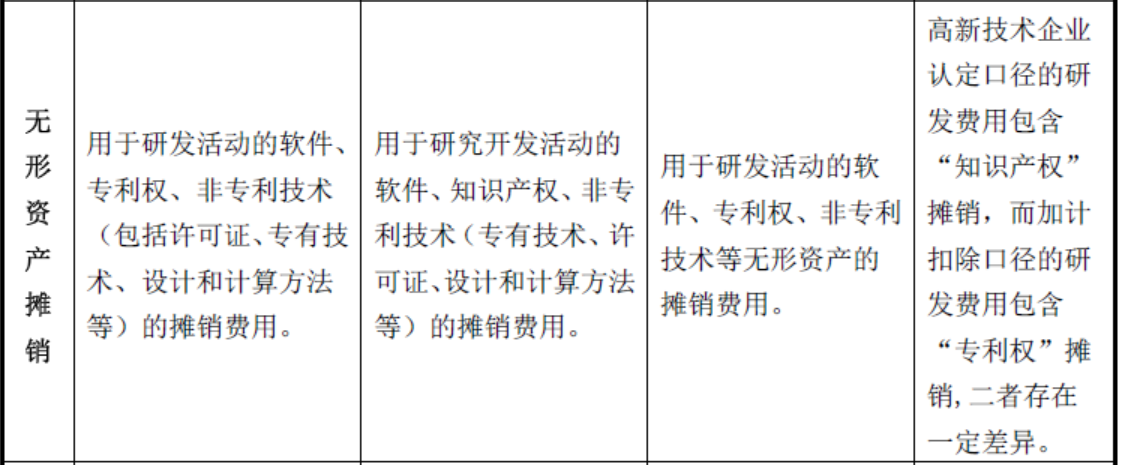 无
形
资
产
摊
销
用于研发活动的软件、
专利权、非专利技术
（包括许可证、专有技
术、设计和计算方法
等）的摊销费用。
用于研究开发活动的
软件、知识产权、非专
利技术（专有技术、许
可证、设计和计算方法
等）的摊销费用。
用于研发活动的软
件、专利权、非专利
技术等无形资产的
摊销费用。
高新技术企业
认定口径的研
发费用包含
“知识产权”
摊销，而加计
扣除口径的研
发费用包含
“专利权”摊
销,二者存在
一定差异。